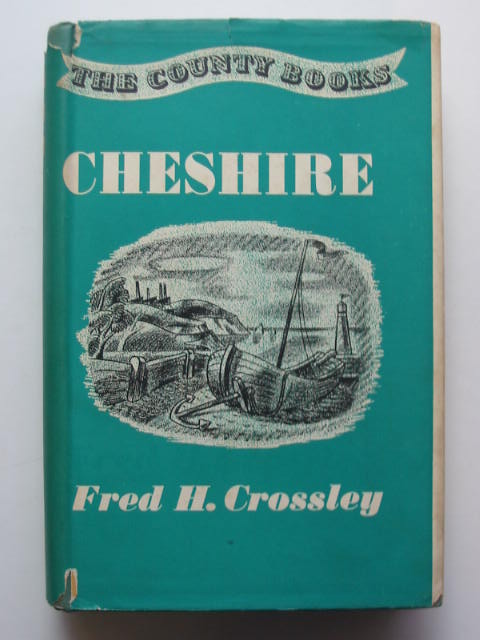 THE COUNTY BOOKS
CHESHIRE
Fred H. Crossley